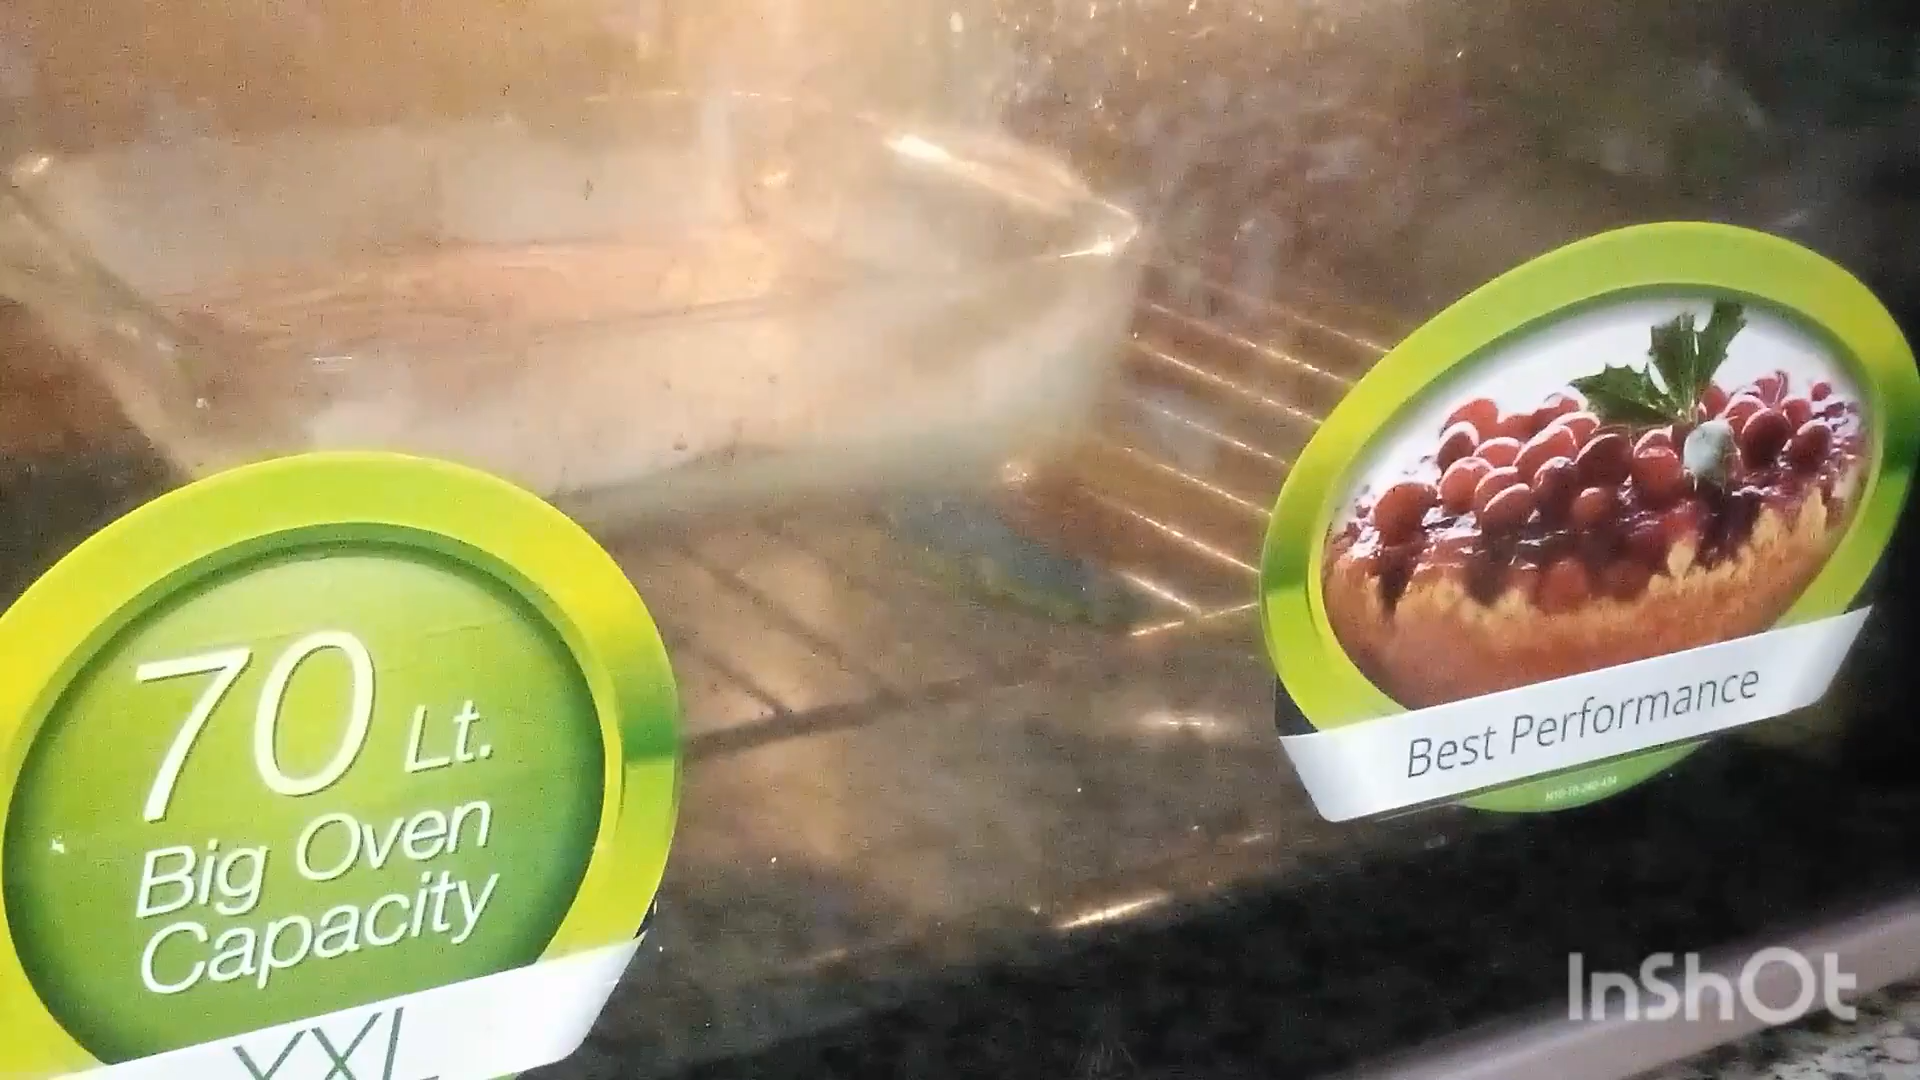 70 Lt.
Big Oven
Capacity
XXL
Best Performance
InShOt